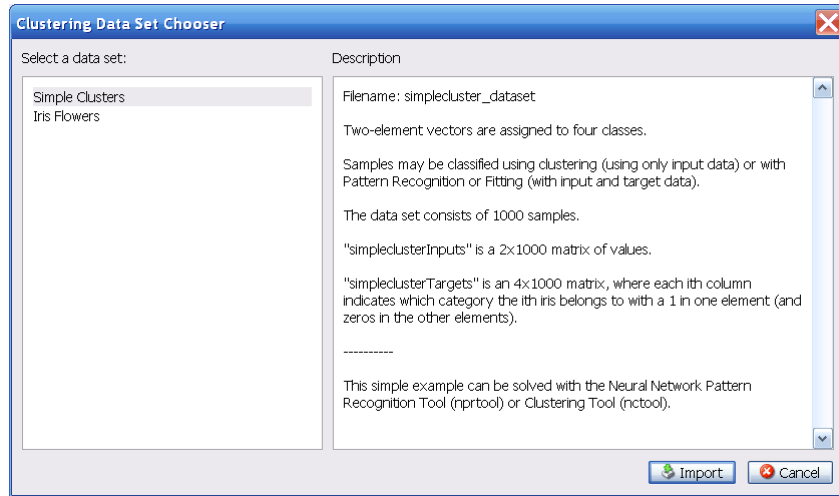 Clustering Data Set Chooser
Select a data set:
Simple Clusters
Iris Flowers
Description
Filename: simplecluster_dataset
Two-element vectors are assigned to four classes.
Samples may be classified using clustering (using only input data) or with
Pattern Recognition or Fitting (with input and target data).
The data set consists of 1000 samples.
"simpleclusterInputs" is a 2x1000 matrix of values.
"simpleclusterTargets" is an 4x1000 matrix, where each ith column
indicates which category the ith iris belongs to with a 1 in one element (and
zeros in the other elements).
----------
This simple example can be solved with the Neural Network Pattern
Recognition Tool (nprtool) or Clustering Tool (nctool).
Import
Cancel